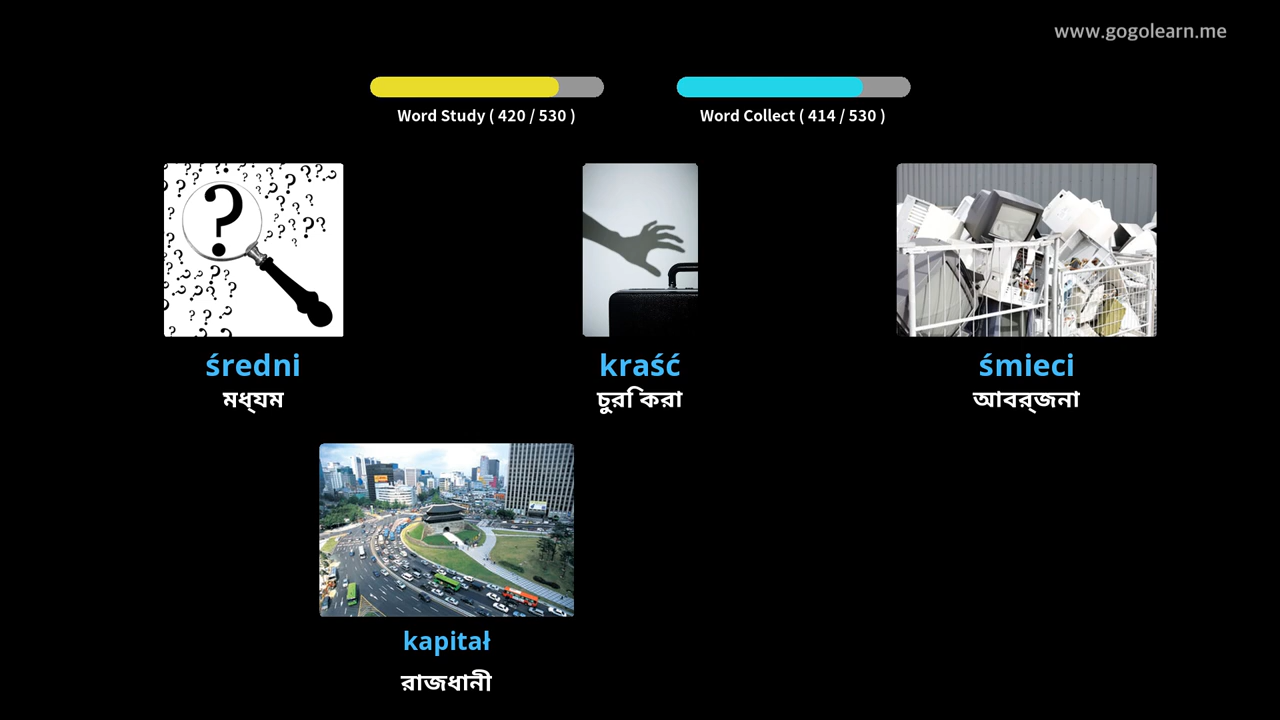 www.gogolearn.me
Word Study ( 420 / 530 )
Word Collect ( 414 / 530 )
średni
মধ্যম
kraść
চুরি করা
śmieci
আবর্জনা
kapitał
রাজধানী